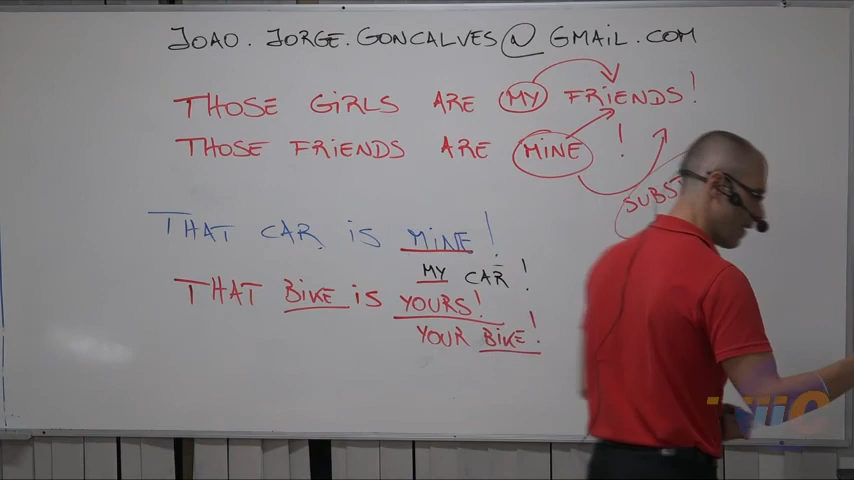 JOAO.JORGE.GONCALVES@GMAIL.COM
THOSE GIRLS ARE MY FRIENDS!
THOSE FRIENDS ARE MINE !
THAT CAR IS MINE!
MY CAR!
THAT BIKE IS YOURS!
YOUR BIKE!